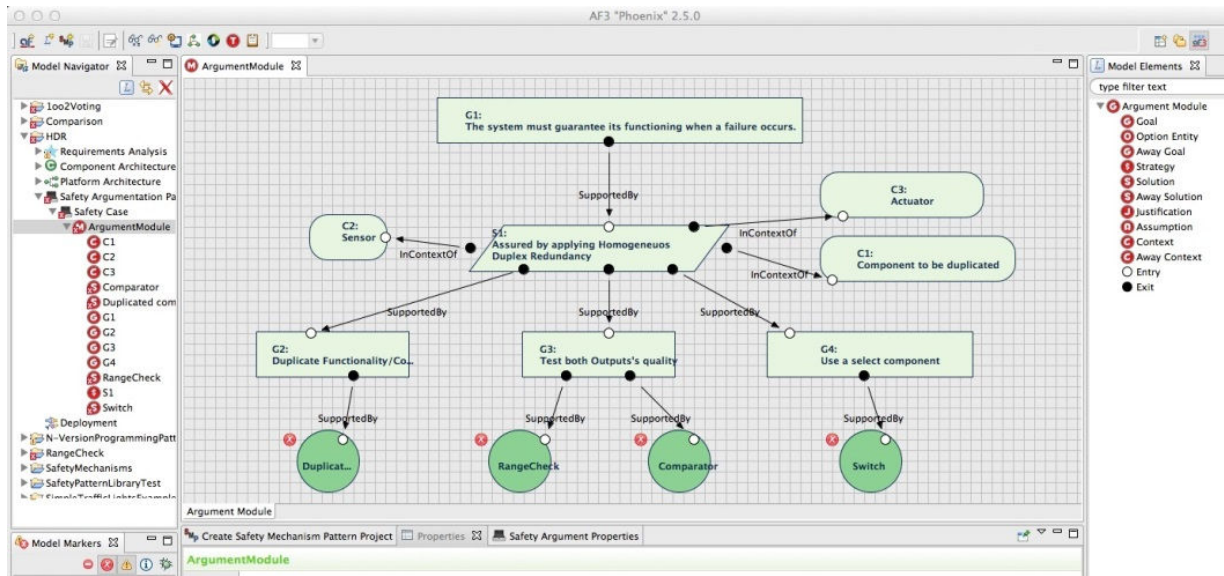 AF3 "Phoenix" 2.5.0
Model Navigator
1oo2Voting
Comparison
HDR
Requirements Analysis
Component Architecture
Platform Architecture
Safety Argumentation Pa
Safety Case
ArgumentModule
C1
C2
C3
Comparator
Duplicated com
G1
G2
G3
G4
RangeCheck
S1
Switch
Deployment
N-VersionProgrammingPatt
RangeCheck
SafetyMechanisms
SafetyPatternLibraryTest
SimpleTrafficLightsExample
Model Markers
ArgumentModule
G1:
The system must guarantee its functioning when a failure occurs.
SupportedBy
C3:
Actuator
C2:
Sensor
InContextOf
S1:
Assured by applying Homogeneuos
Duplex Redundancy
InContextOf
C1:
Component to be duplicated
InContextOf
SupportedBy
SupportedBy
SupportedBy
G2:
Duplicate Functionality/Co...
G3:
Test both Outputs's quality
G4:
Use a select component
SupportedBy
SupportedBy
SupportedBy
SupportedBy
Duplicat...
RangeCheck
Comparator
Switch
Argument Module
Create Safety Mechanism Pattern Project
Properties
Safety Argument Properties
ArgumentModule
Model Elements
type filter text
Argument Module
Goal
Option Entity
Away Goal
Strategy
Solution
Away Solution
Justification
Assumption
Context
Away Context
Entry
Exit